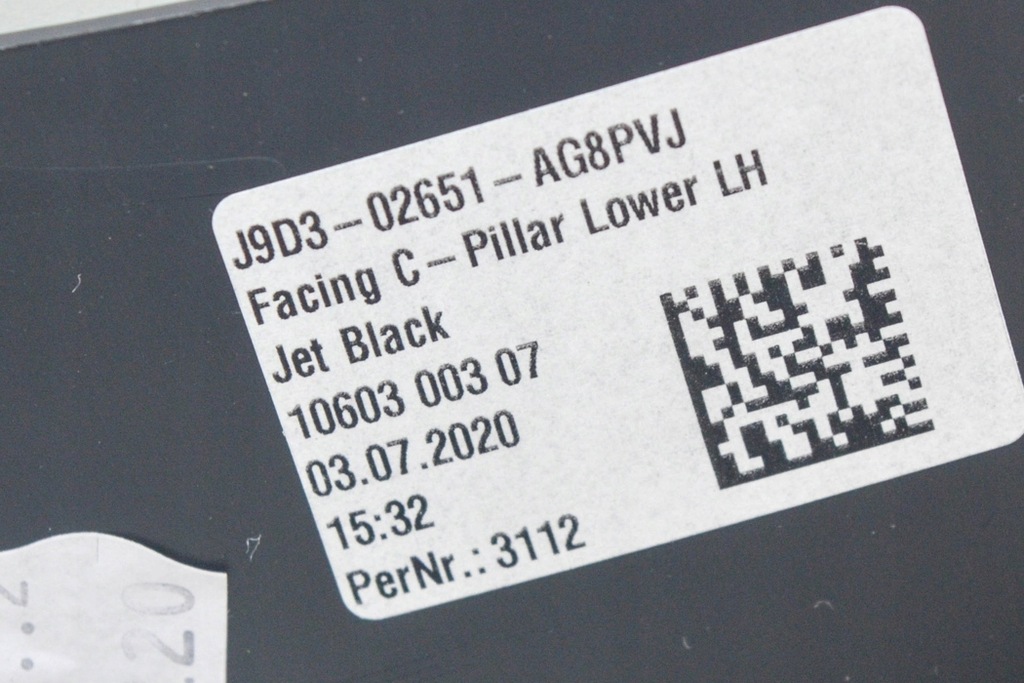 J9D3-02651-AG8PVJ
Facing C-Pillar Lower LH
Jet Black
10603 003 07
03.07.2020
15:32
PerNr.: 3112
20